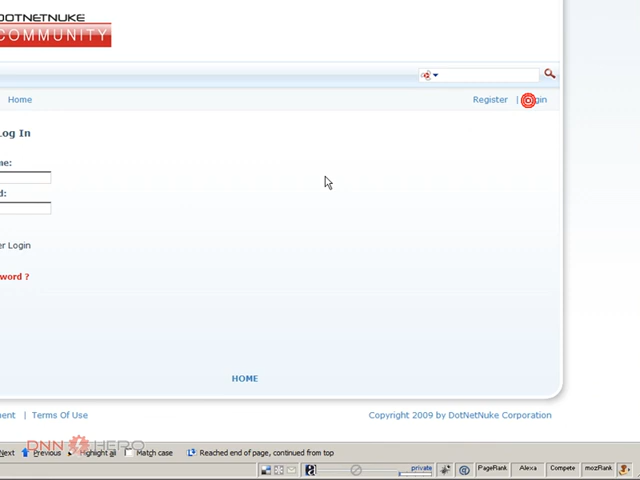 DOTNETNUKE
COMMUNITY
Home
Register | gin
Log In
me:
d:
er Login
word ?
HOME
ent | Terms Of Use
Copyright 2009 by DotNetNuke Corporation
DNN HERO
Next Previous Highlight all Match case Reached end of page, continued from top
private PageRank Alexa Compete mozRank